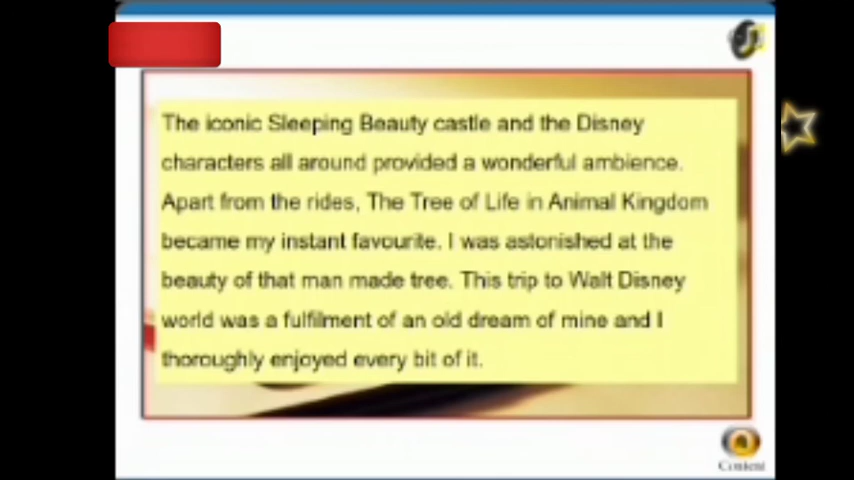 The iconic Sleeping Beauty castle and the Disney
characters all around provided a wonderful ambience.
Apart from the rides, The Tree of Life in Animal Kingdom
became my instant favourite. I was astonished at the
beauty of that man made tree. This trip to Walt Disney
world was a fulfilment of an old dream of mine and I
thoroughly enjoyed every bit of it.
Content